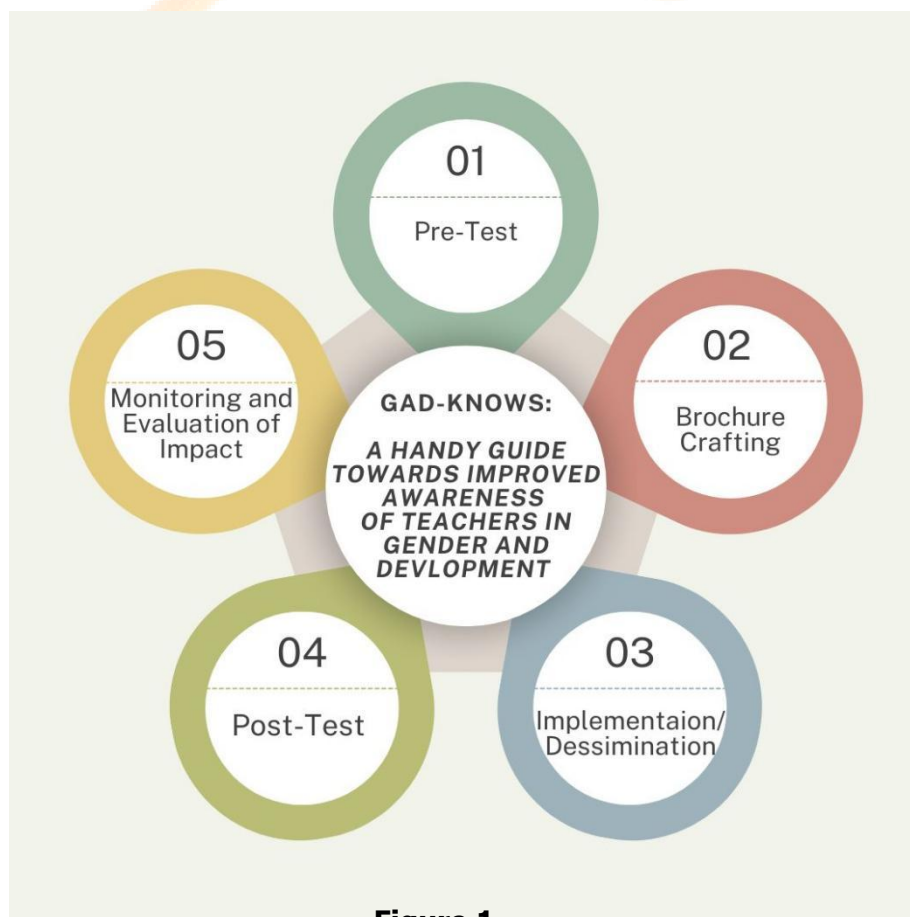 01
Pre-Test
02
Brochure
Crafting
03
Implementaion/
Dessimination
04
Post-Test
05
Monitoring and
Evaluation of
Impact
GAD-KNOWS:
A HANDY GUIDE
TOWARDS IMPROVED
AWARENESS
OF TEACHERS IN
GENDER AND
DEVLOPMENT
Figure 1